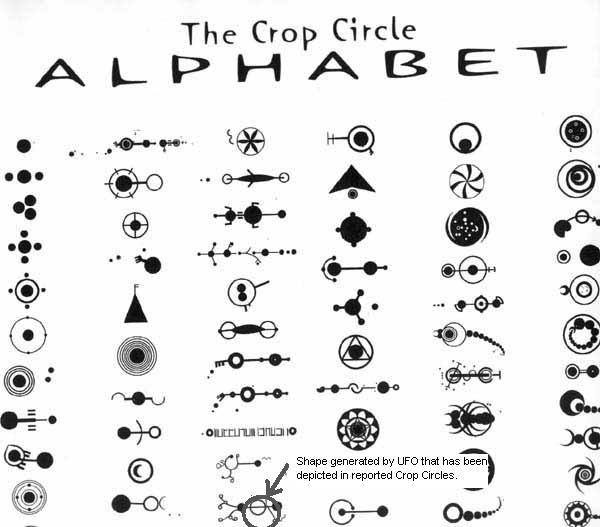 The Crop Circle
ALPHABET
Shape generated by UFO that has been
depicted in reported Crop Circles.